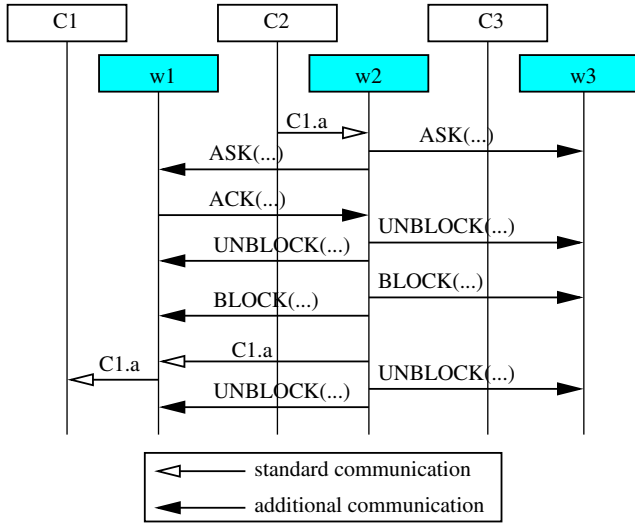 C1 C2 C3
w1 w2 w3
C1.a
ASK(...)
ASK(...)
ACK(...)
UNBLOCK(...)
UNBLOCK(...)
BLOCK(...)
BLOCK(...)
C1.a
C1.a
UNBLOCK(...)
UNBLOCK(...)
standard communication
additional communication